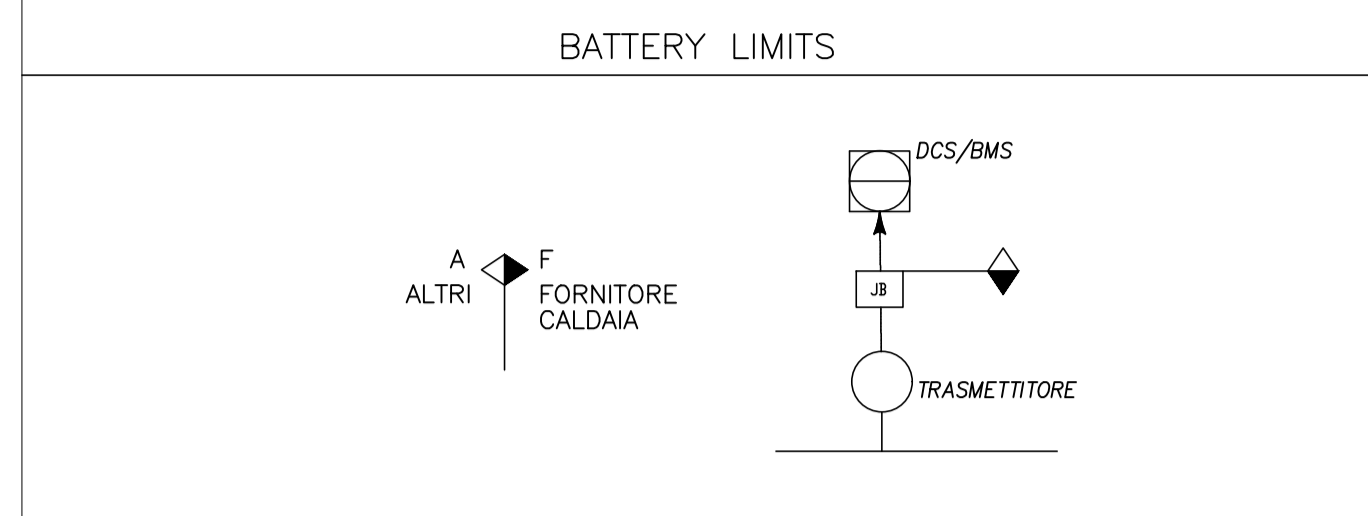 BATTERY LIMITS
DCS/BMS
A
F
ALTRI
FORNITORE
CALDAIA
JB
TRASMETTITORE